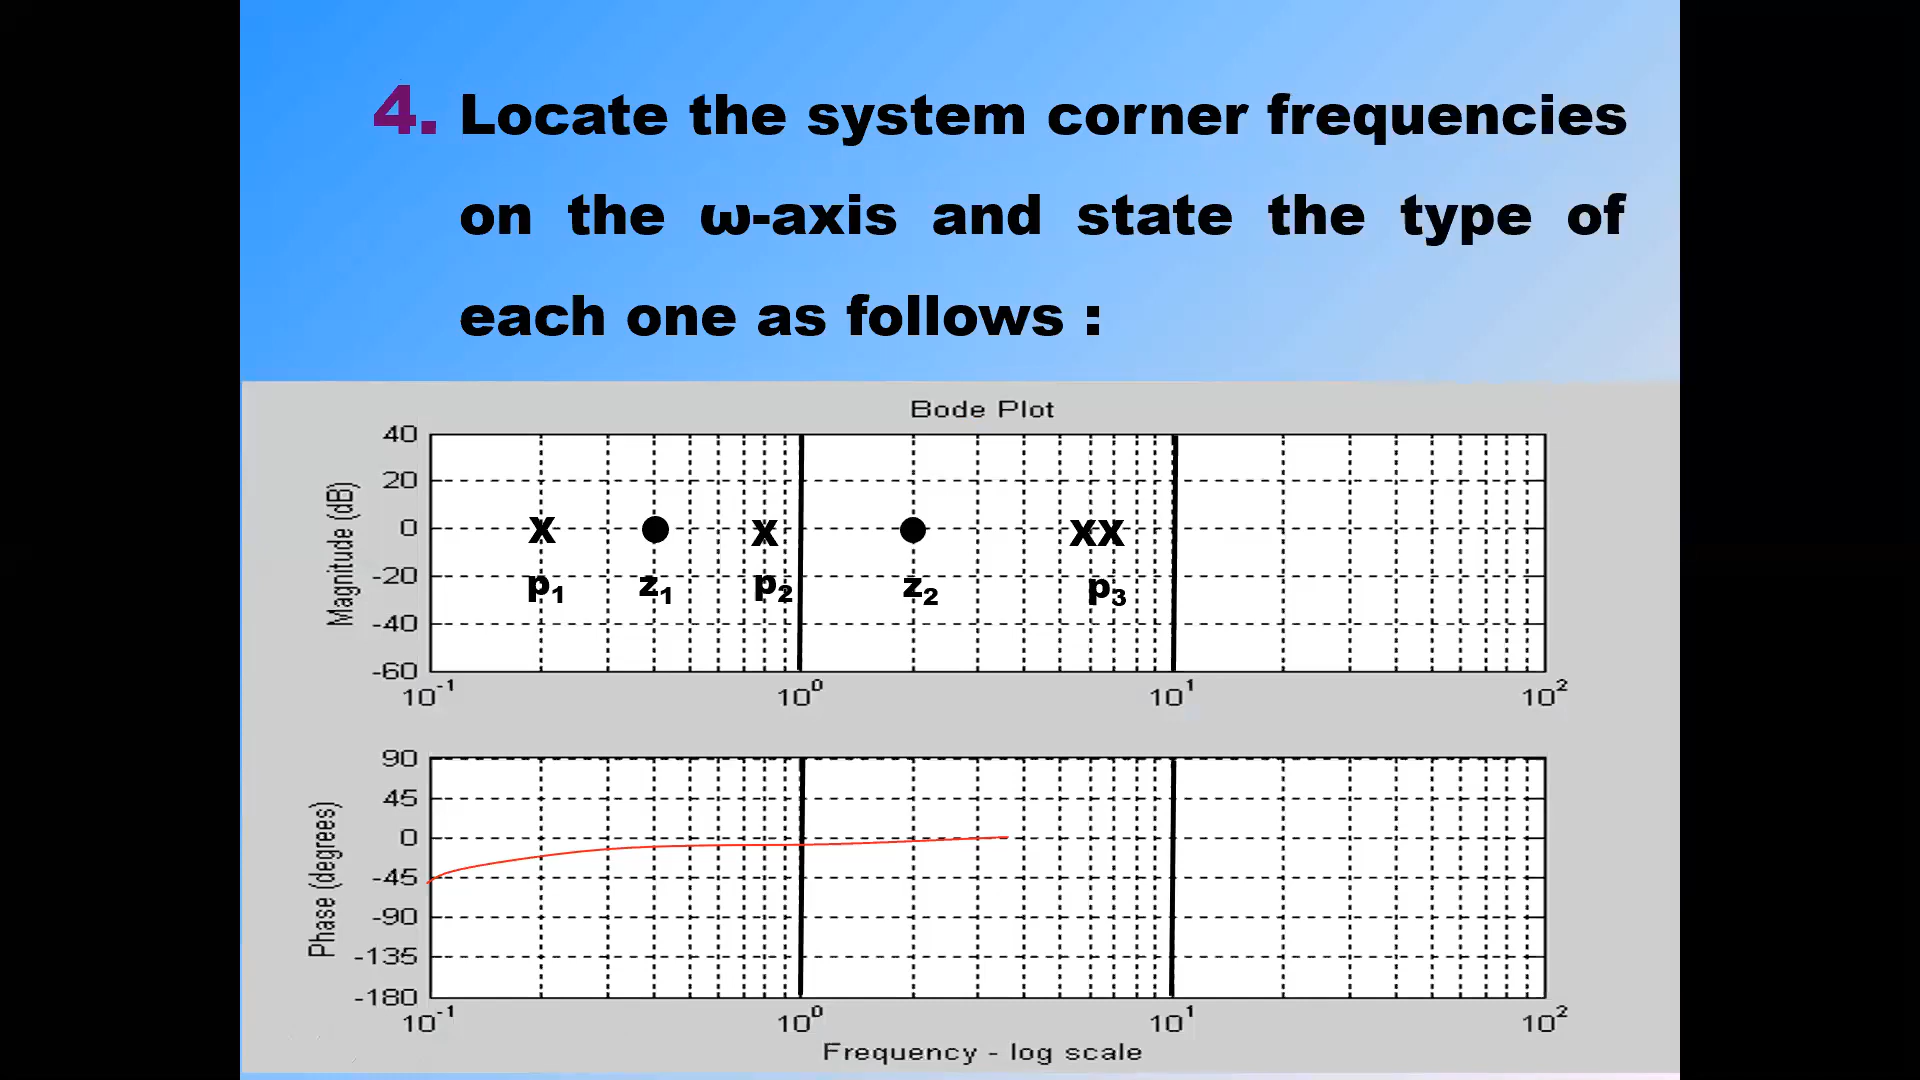 4. Locate the system corner frequencies
on the ω-axis and state the type of
each one as follows :
Bode Plot
Magnitude (dB)
40
20
0
-20
-40
-60
X X X XX
p₁ z₁ p₂ z₂ p₃
10⁻¹ 10⁰ 10¹ 10²
Phase (degrees)
90
45
0
-45
-90
-135
-180
10⁻¹ 10⁰ 10¹ 10²
Frequency - log scale